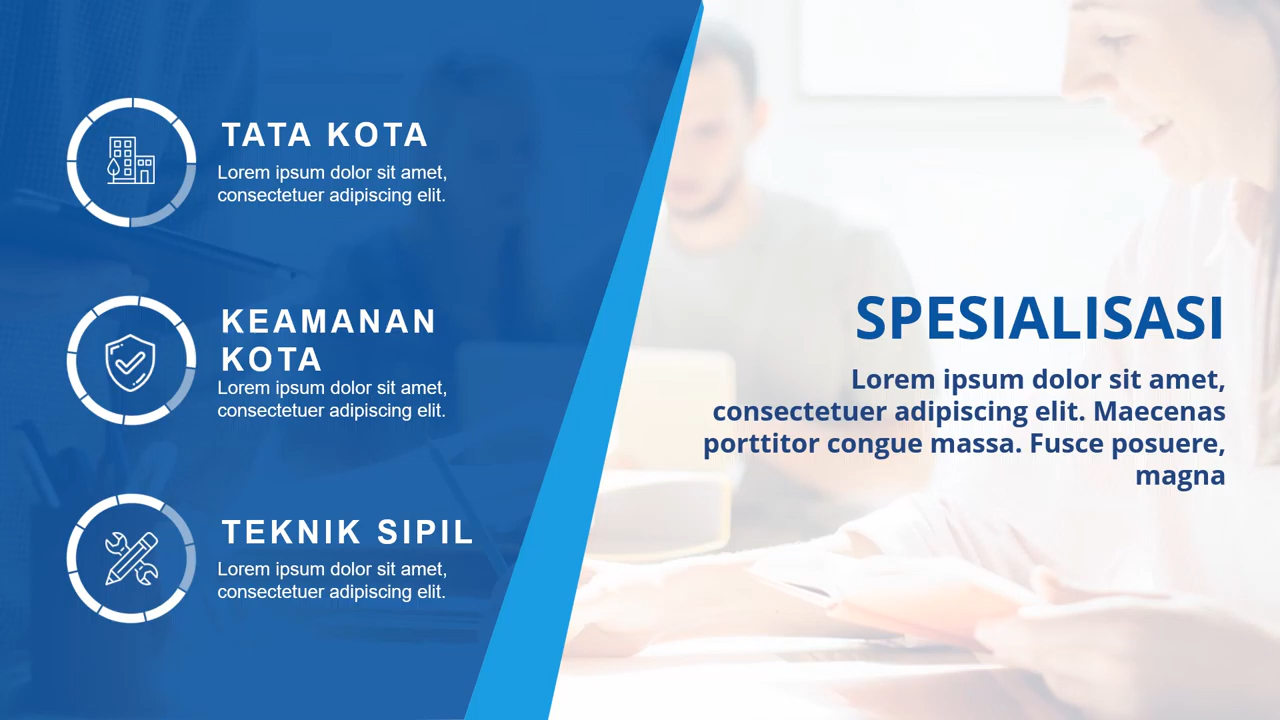 TATA KOTA
Lorem ipsum dolor sit amet,
consectetuer adipiscing elit.
KEAMANAN
KOTA
Lorem ipsum dolor sit amet,
consectetuer adipiscing elit.
TEKNIK SIPIL
Lorem ipsum dolor sit amet,
consectetuer adipiscing elit.
SPESIALISASI
Lorem ipsum dolor sit amet,
consectetuer adipiscing elit. Maecenas
porttitor congue massa. Fusce posuere,
magna